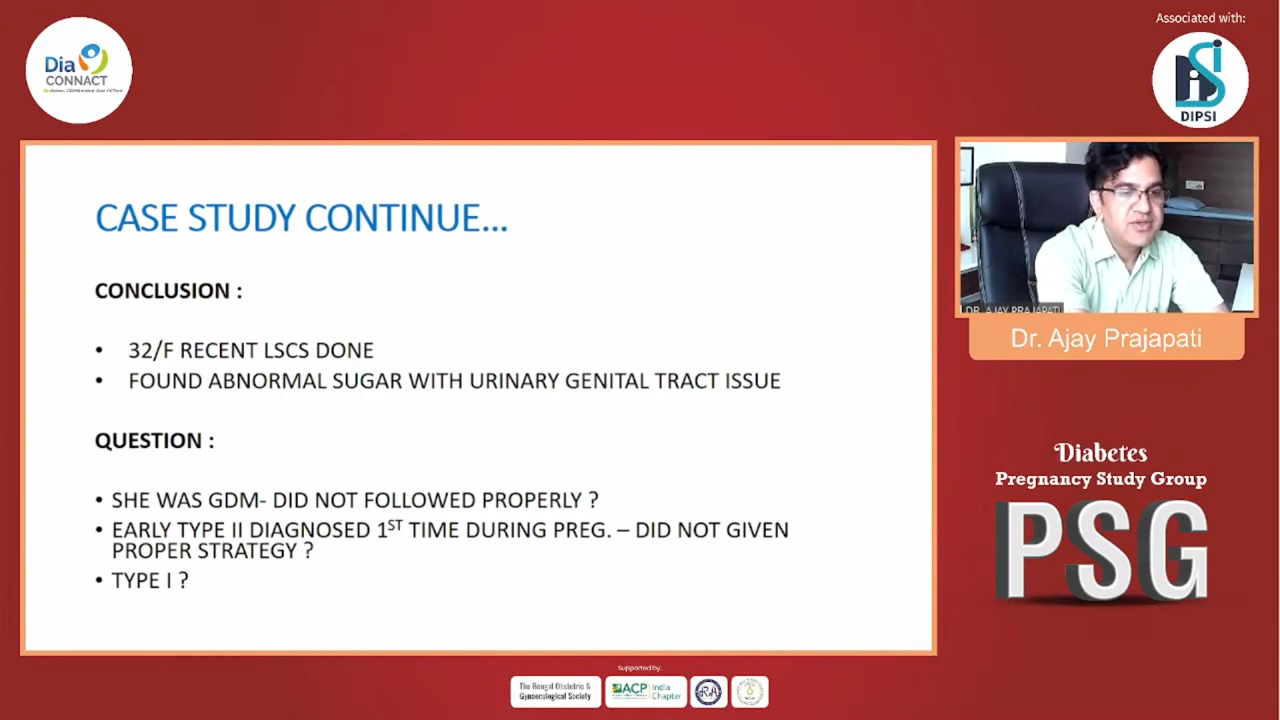 Associated with:
Dia
CONNACT
DIPSI
CASE STUDY CONTINUE...
CONCLUSION :
• 32/F RECENT LSCS DONE
• FOUND ABNORMAL SUGAR WITH URINARY GENITAL TRACT ISSUE
QUESTION :
• SHE WAS GDM- DID NOT FOLLOWED PROPERLY ?
• EARLY TYPE II DIAGNOSED 1ST TIME DURING PREG. – DID NOT GIVEN
PROPER STRATEGY ?
• TYPE I ?
DR. AJAY PRAJAPATI
Dr. Ajay Prajapati
Diabetes
Pregnancy Study Group
PSG
Supported by:
The Bengal Obstetric &
Gynaecological Society
ACP India
Chapter